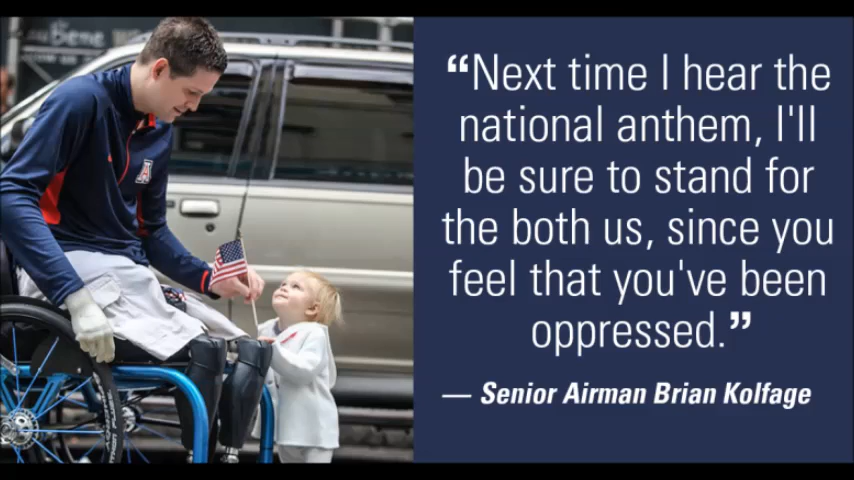 Bene
A
“Next time I hear the
national anthem, I'll
be sure to stand for
the both us, since you
feel that you've been
oppressed.”
— Senior Airman Brian Kolfage